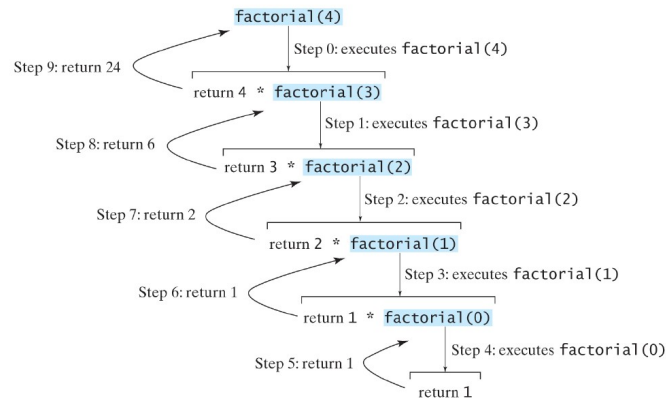 factorial(4)
Step 0: executes factorial(4)
Step 9: return 24
return 4 * factorial(3)
Step 1: executes factorial(3)
Step 8: return 6
return 3 * factorial(2)
Step 2: executes factorial(2)
Step 7: return 2
return 2 * factorial(1)
Step 3: executes factorial(1)
Step 6: return 1
return 1 * factorial(0)
Step 4: executes factorial(0)
Step 5: return 1
return 1